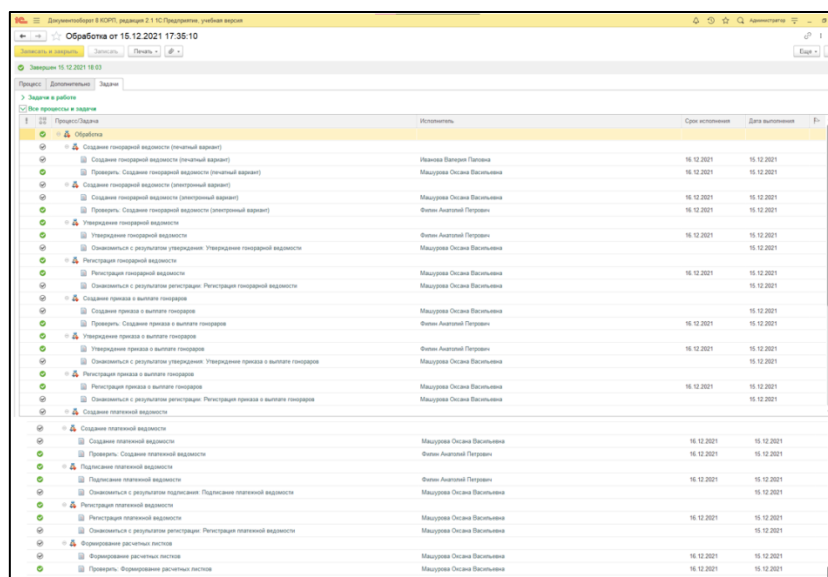 1С Документооборот 8 КОРП, редакция 2.1 1С:Предприятие, учебная версия Администратор
Обработка от 15.12.2021 17:35:10
Записать и закрыть Записать Печать Еще
Завершен 15.12.2021 18:03
Процесс Дополнительно Задачи
Задачи в работе
Все процессы и задачи
Процесс/Задача Исполнитель Срок исполнения Дата выполнения
Обработка
Создание гонорарной ведомости (печатный вариант)
Создание гонорарной ведомости (печатный вариант) Иванова Валерия 16.12.2021 15.12.2021
Проверить: Создание гонорарной ведомости (печатный вариант) Машурова Оксана Васильевна 16.12.2021 15.12.2021
Создание гонорарной ведомости (электронный вариант)
Создание гонорарной ведомости (электронный вариант) Машурова Оксана Васильевна 16.12.2021 15.12.2021
Проверить: Создание гонорарной ведомости (электронный вариант) Филин Анатолий Петрович 16.12.2021 15.12.2021
Утверждение гонорарной ведомости
Утверждение гонорарной ведомости Филин Анатолий Петрович 16.12.2021 15.12.2021
Ознакомиться с результатом утверждения: Утверждение гонорарной ведомости Машурова Оксана Васильевна 15.12.2021
Регистрация гонорарной ведомости
Регистрация гонорарной ведомости Машурова Оксана Васильевна 16.12.2021 15.12.2021
Ознакомиться с результатом регистрации: Регистрация гонорарной ведомости Машурова Оксана Васильевна 15.12.2021
Создание приказа о выплате гонораров
Создание приказа о выплате гонораров Машурова Оксана Васильевна 15.12.2021
Проверить: Создание приказа о выплате гонораров Филин Анатолий Петрович 16.12.2021 15.12.2021
Утверждение приказа о выплате гонораров
Утверждение приказа о выплате гонораров Филин Анатолий Петрович 16.12.2021 15.12.2021
Ознакомиться с результатом утверждения: Утверждение приказа о выплате гонораров Машурова Оксана Васильевна 15.12.2021
Регистрация приказа о выплате гонораров
Регистрация приказа о выплате гонораров Машурова Оксана Васильевна 16.12.2021 15.12.2021
Ознакомиться с результатом регистрации: Регистрация приказа о выплате гонораров Машурова Оксана Васильевна 15.12.2021
Создание платежной ведомости
Создание платежной ведомости
Создание платежной ведомости Машурова Оксана Васильевна 16.12.2021 15.12.2021
Проверить: Создание платежной ведомости Филин Анатолий Петрович 16.12.2021 15.12.2021
Подписание платежной ведомости
Подписание платежной ведомости Филин Анатолий Петрович 16.12.2021 15.12.2021
Ознакомиться с результатом подписания: Подписание платежной ведомости Машурова Оксана Васильевна 15.12.2021
Регистрация платежной ведомости
Регистрация платежной ведомости Машурова Оксана Васильевна 16.12.2021 15.12.2021
Ознакомиться с результатом регистрации: Регистрация платежной ведомости Машурова Оксана Васильевна 15.12.2021
Формирование расчетных листков
Формирование расчетных листков Машурова Оксана Васильевна 16.12.2021 15.12.2021
Проверить: Формирование расчетных листков Машурова Оксана Васильевна 16.12.2021 15.12.2021